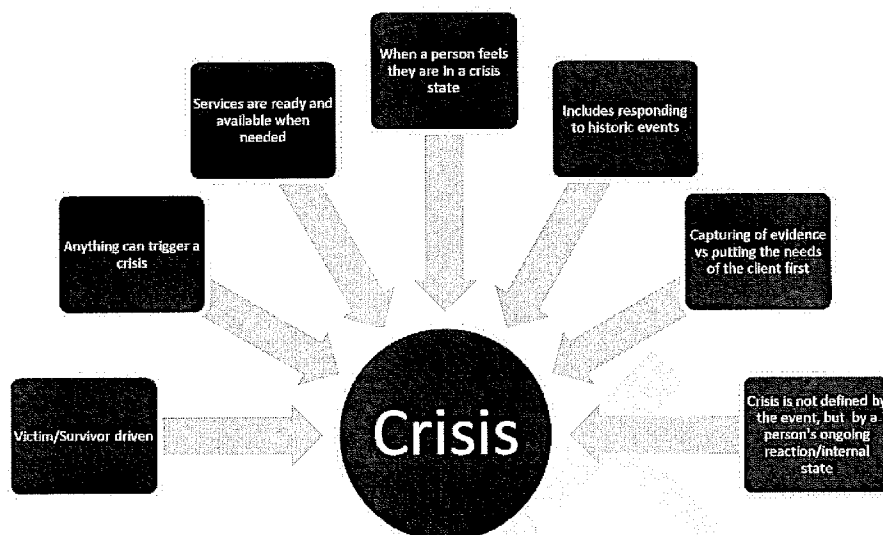 When a person feels
they are in a crisis
state
Services are ready and
available when
needed
Includes responding
to historic events
Anything can trigger a
crisis
Capturing of evidence
vs putting the needs
of the client first
Victim/Survivor driven
Crisis
Crisis is not defined by
the event, but by a
person's ongoing
reaction/internal
state